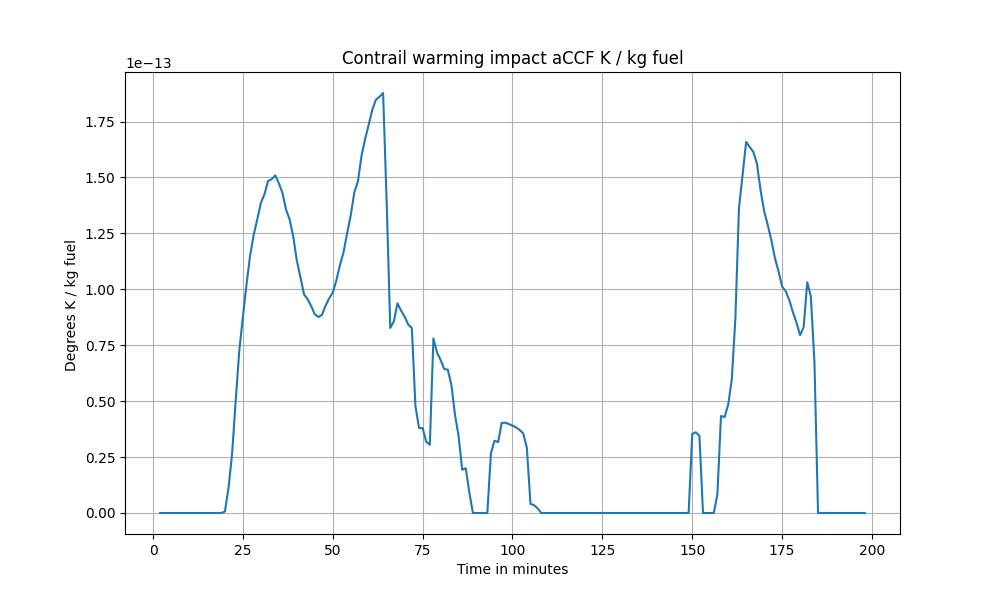 Contrail warming impact aCCF K / kg fuel
1e−13
Degrees K / kg fuel
1.75
1.50
1.25
1.00
0.75
0.50
0.25
0.00
0 25 50 75 100 125 150 175 200
Time in minutes